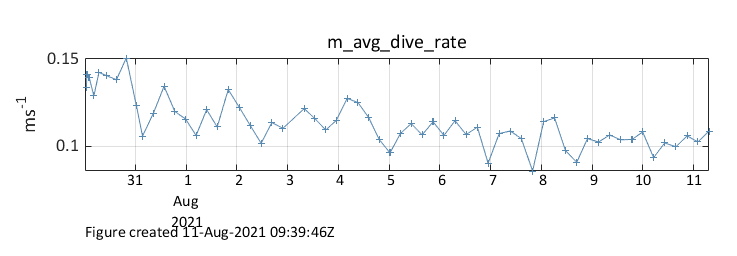 m_avg_dive_rate
0.15
ms-1
0.1
31 1 2 3 4 5 6 7 8 9 10 11
Aug
2021
Figure created 11-Aug-2021 09:39:46Z